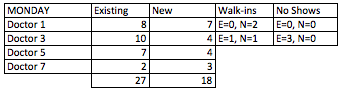 MONDAY Existing New Walk-ins No Shows
Doctor 1 8 7 E=0, N=2 E=0, N=0
Doctor 3 10 4 E=1, N=1 E=3, N=0
Doctor 5 7 4
Doctor 7 2 3
27 18